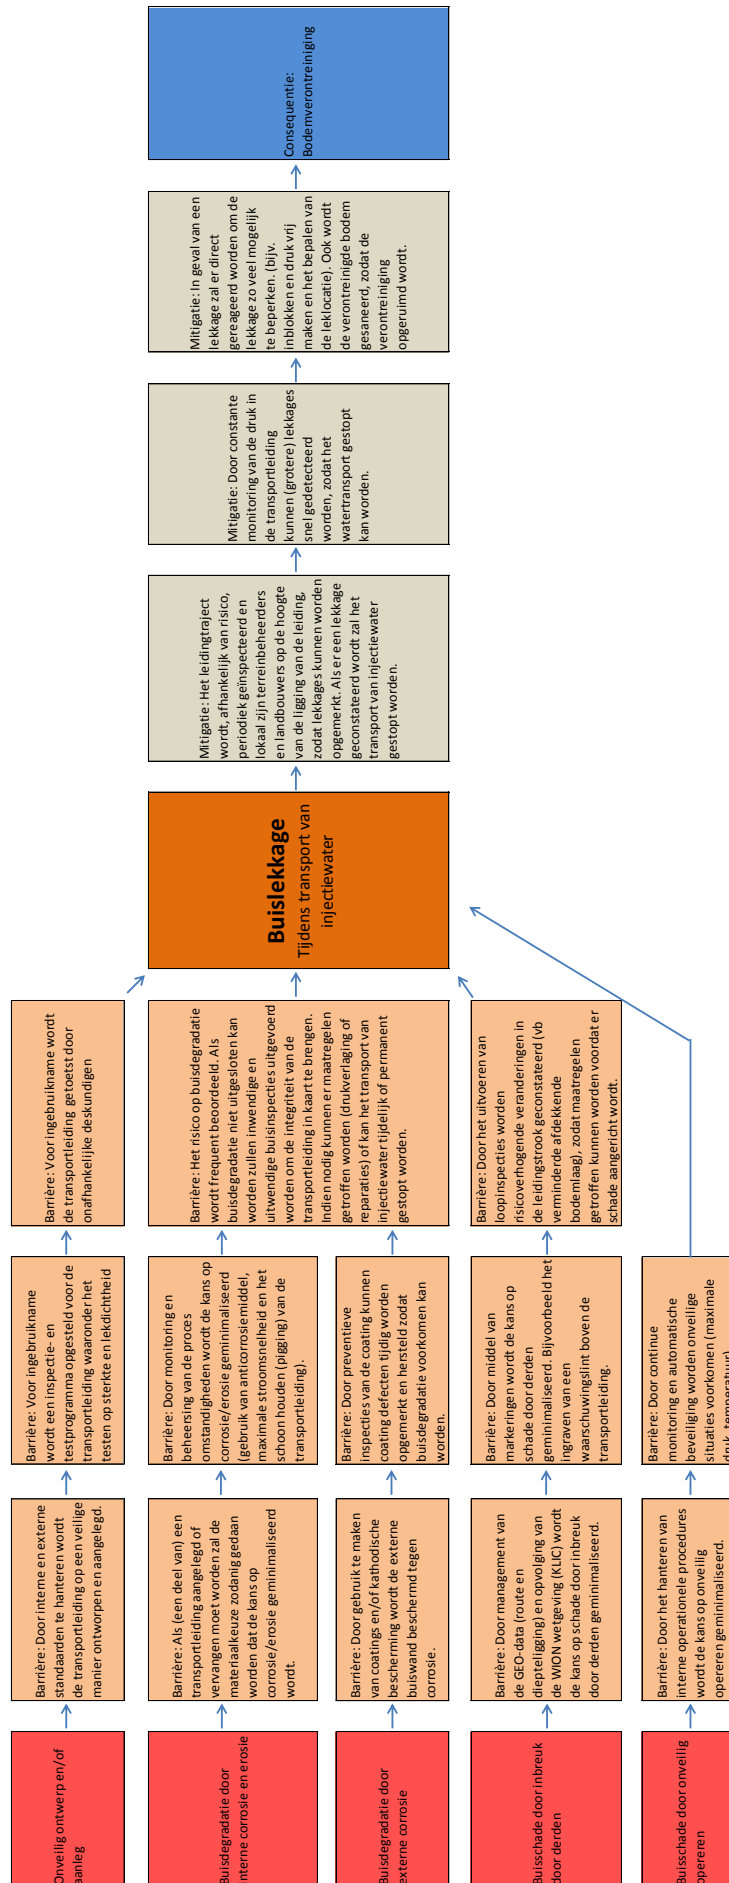 Onveilig ontwerp en/of
aanleg
Barrière: Door interne en externe
standaarden te hanteren wordt
de transportleiding op een veilige
manier ontworpen en aangelegd.
Barrière: Voor ingebruikname
wordt een inspectie- en
testprogramma opgesteld voor de
transportleiding waaronder het
testen op sterkte en lekdichtheid
Barrière: Voor ingebruikname wordt
de transportleiding getoetst door
onafhankelijke deskundigen
Buisdegradatie door
interne corrosie en erosie
Barrière: Als (een deel van) een
transportleiding aangelegd of
vervangen moet worden zal de
materiaalkeuze zodanig gedaan
worden dat de kans op
corrosie/erosie geminimaliseerd
wordt.
Barrière: Door monitoring en
beheersing van de proces
omstandigheden wordt de kans op
corrosie/erosie geminimaliseerd
(gebruik van anticorrosiemiddel,
maximale stroomsnelheid en het
schoon houden (pigging) van de
transportleiding).
Barrière: Het risico op buisdegradatie
wordt frequent beoordeeld. Als
buisdegradatie niet uitgesloten kan
worden zullen inwendige en
uitwendige buisinspecties uitgevoerd
worden om de integriteit van de
transportleiding in kaart te brengen.
Indien nodig kunnen er maatregelen
getroffen worden (drukverlaging of
reparaties) of kan het transport van
injectiewater tijdelijk of permanent
gestopt worden.
Buislekkage
Tijdens transport van
injectiewater
Mitigatie: Het leidingtraject
wordt, afhankelijk van risico,
periodiek geïnspecteerd en
lokaal zijn terreinbeheerders
en landbouwers op de hoogte
van de ligging van de leiding,
zodat lekkages kunnen worden
opgemerkt. Als er een lekkage
geconstateerd wordt zal het
transport van injectiewater
gestopt worden.
Mitigatie: Door constante
monitoring van de druk in
de transportleiding
kunnen (grotere) lekkages
snel gedetecteerd
worden, zodat het
watertransport gestopt
kan worden.
Mitigatie: In geval van een
lekkage zal er direct
gereageerd worden om de
lekkage zo veel mogelijk
te beperken. (bijv.
inblokken en druk vrij
maken en het bepalen van
de leklocatie). Ook wordt
de verontreinigde bodem
gesaneerd, zodat de
verontreiniging
opgeruimd wordt.
Consequentie:
Bodemverontreiniging
Buisdegradatie door
externe corrosie
Barrière: Door gebruik te maken
van coatings en/of kathodische
bescherming wordt de externe
buiswand beschermd tegen
corrosie.
Barrière: Door preventieve
inspecties van de coating kunnen
coating defecten tijdig worden
opgemerkt en hersteld zodat
buisdegradatie voorkomen kan
worden.
Buisschade door inbreuk
door derden
Barrière: Door management van
de GEO-data (route en
diepteligging) en opvolging van
de WION wetgeving (KLIC) wordt
de kans op schade door inbreuk
door derden geminimaliseerd.
Barrière: Door middel van
markeringen wordt de kans op
schade door derden
geminimaliseerd. Bijvoorbeeld het
ingraven van een
waarschuwingslint boven de
transportleiding.
Barrière: Door het uitvoeren van
loopinspecties worden
risicoverhogende veranderingen in
de leidingstrook geconstateerd (vb
verminderde afdekkende
bodemlaag), zodat maatregelen
getroffen kunnen worden voordat er
schade aangericht wordt.
Buisschade door onveilig
opereren
Barrière: Door het hanteren van
interne operationele procedures
wordt de kans op onveilig
opereren geminimaliseerd.
Barrière: Door continue
monitoring en automatische
beveiliging worden onveilige
situaties voorkomen (maximale
druk, temperatuur)